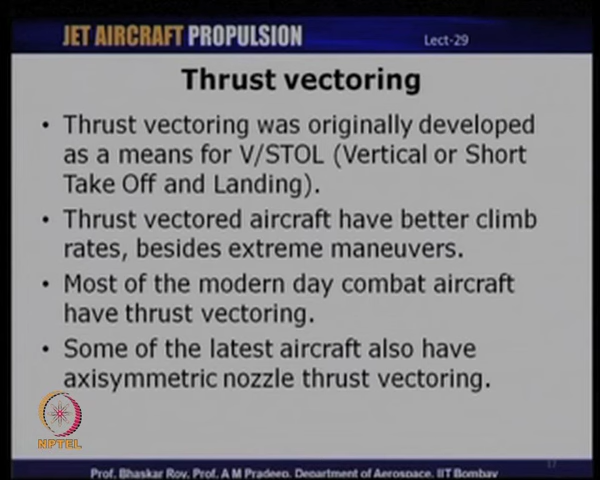 JET AIRCRAFT PROPULSION
Lect-29
Thrust vectoring
• Thrust vectoring was originally developed
as a means for V/STOL (Vertical or Short
Take Off and Landing).
• Thrust vectored aircraft have better climb
rates, besides extreme maneuvers.
• Most of the modern day combat aircraft
have thrust vectoring.
• Some of the latest aircraft also have
axisymmetric nozzle thrust vectoring.
NPTEL
17
Prof. Bhaskar Roy, Prof. A M Pradeep, Department of Aerospace, IIT Bombay